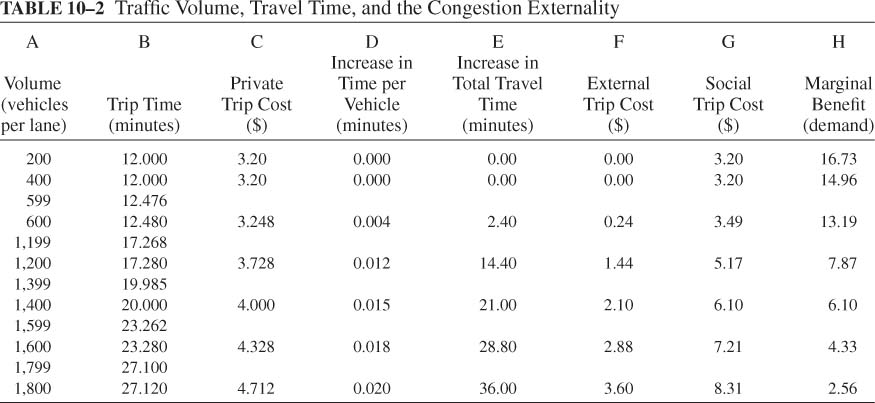 TABLE 10–2 Traffic Volume, Travel Time, and the Congestion Externality
A B C D E F G H
Increase in Increase in
Volume Private Time per Total Travel External Social Marginal
(vehicles Trip Time Trip Cost Vehicle Time Trip Cost Trip Cost Benefit
per lane) (minutes) ($) (minutes) (minutes) ($) ($) (demand)
200 12.000 3.20 0.000 0.00 0.00 3.20 16.73
400 12.000 3.20 0.000 0.00 0.00 3.20 14.96
599 12.476
600 12.480 3.248 0.004 2.40 0.24 3.49 13.19
1,199 17.268
1,200 17.280 3.728 0.012 14.40 1.44 5.17 7.87
1,399 19.985
1,400 20.000 4.000 0.015 21.00 2.10 6.10 6.10
1,599 23.262
1,600 23.280 4.328 0.018 28.80 2.88 7.21 4.33
1,799 27.100
1,800 27.120 4.712 0.020 36.00 3.60 8.31 2.56